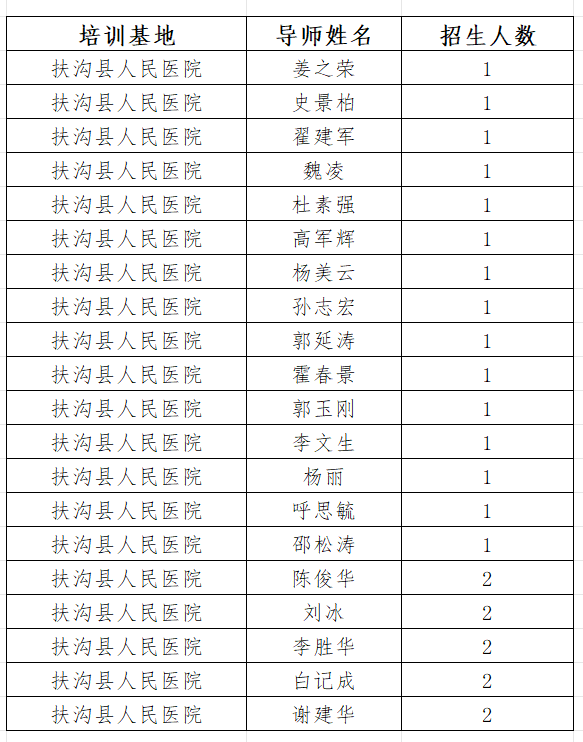 培训基地 导师姓名 招生人数
扶沟县人民医院 姜之荣 1
扶沟县人民医院 史景柏 1
扶沟县人民医院 翟建军 1
扶沟县人民医院 魏凌 1
扶沟县人民医院 杜素强 1
扶沟县人民医院 高军辉 1
扶沟县人民医院 杨美云 1
扶沟县人民医院 孙志宏 1
扶沟县人民医院 郭延涛 1
扶沟县人民医院 霍春景 1
扶沟县人民医院 郭玉刚 1
扶沟县人民医院 李文生 1
扶沟县人民医院 杨丽 1
扶沟县人民医院 呼思毓 1
扶沟县人民医院 邵松涛 1
扶沟县人民医院 陈俊华 2
扶沟县人民医院 刘冰 2
扶沟县人民医院 李胜华 2
扶沟县人民医院 白记成 2
扶沟县人民医院 谢建华 2